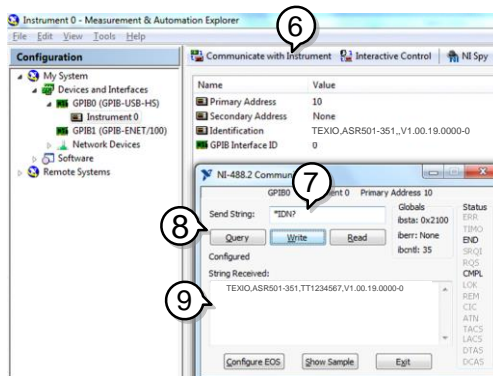 Instrument 0 - Measurement & Automation Explorer
File Edit View Tools Help
6
Configuration
Communicate with Instrument Interactive Control NI Spy
My System
Devices and Interfaces
GPIB0 (GPIB-USB-HS)
Instrument 0
GPIB1 (GPIB-ENET/100)
Network Devices
Software
Remote Systems
Name Value
Primary Address 10
Secondary Address None
Identification TEXIO,ASR501-351,,V1.00.19.0000-0
GPIB Interface ID 0
NI-488.2 Commun
7
GPIB0 ent 0 Primary Address 10
Send String: *IDN?
8
Query Write Read
Configured
Globals
ibsta: 0x2100
iberr: None
ibcntl: 35
String Received:
9
TEXIO,ASR501-351,TT1234567,V1.00.19.0000-0
Configure EOS Show Sample Exit
Status
ERR
TIMO
END
SRQI
RQS
CMPL
LOK
REM
CIC
ATN
TACS
LACS
DTAS
DCAS